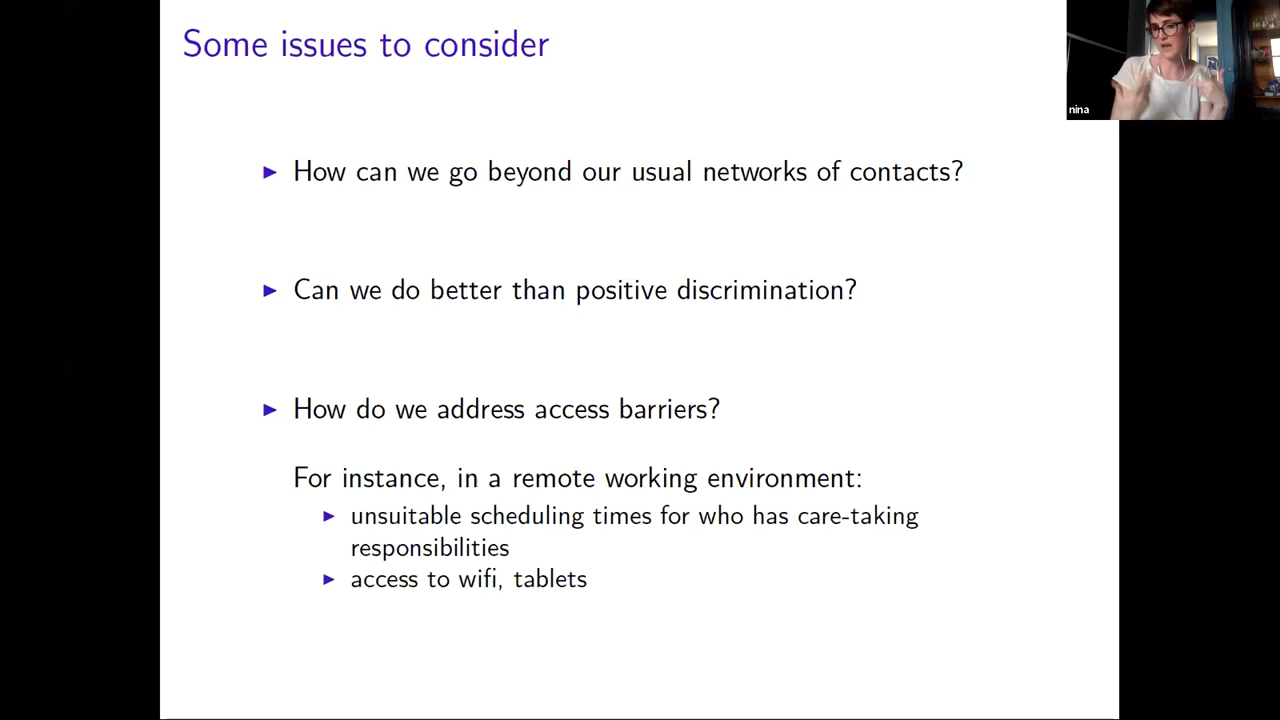 Some issues to consider
nina
How can we go beyond our usual networks of contacts?
Can we do better than positive discrimination?
How do we address access barriers?
For instance, in a remote working environment:
unsuitable scheduling times for who has care-taking
responsibilities
access to wifi, tablets